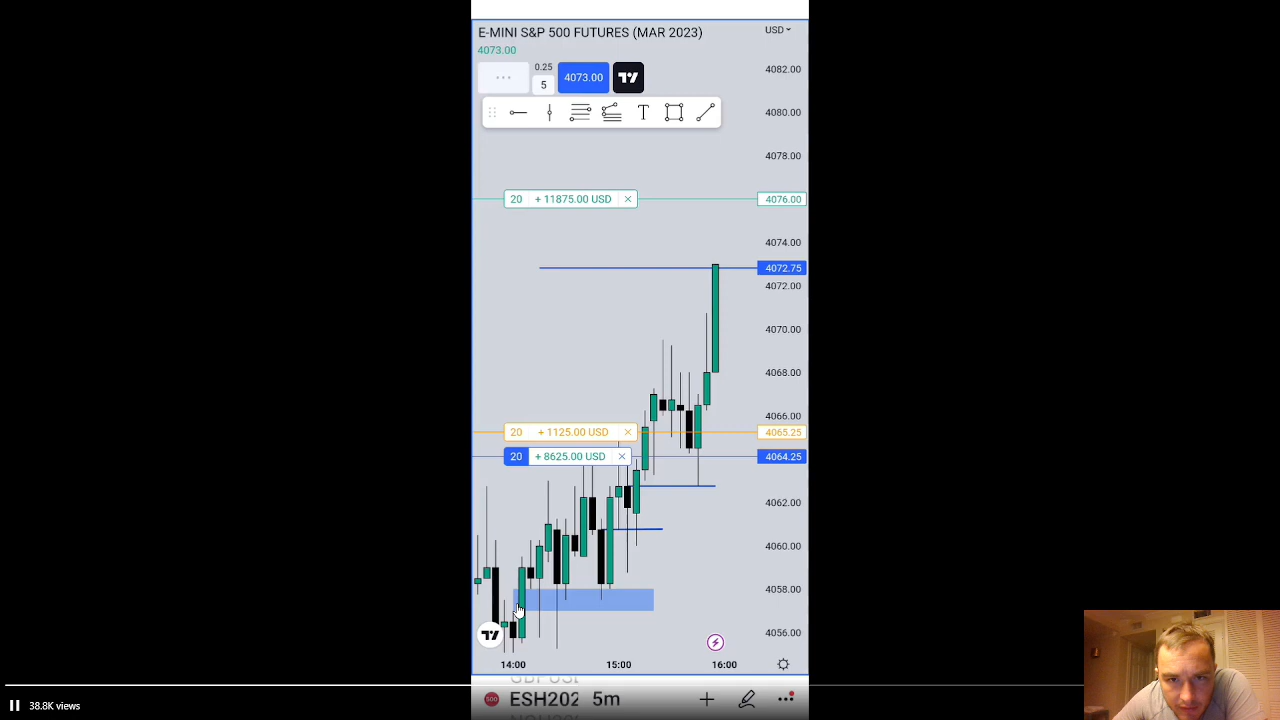 E-MINI S&P 500 FUTURES (MAR 2023)
USD
4073.00
0.25
5
4073.00
4082.00
4080.00
4078.00
20 + 11875.00 USD ×
4076.00
4074.00
4072.75
4072.00
4070.00
4068.00
4066.00
20 + 1125.00 USD ×
4065.25
20 + 8625.00 USD ×
4064.25
4062.00
4060.00
4058.00
4056.00
14:00 15:00 16:00
500 ESH202 5m
38.8K views